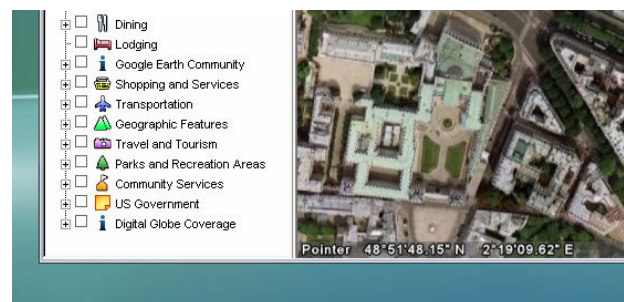 Dining
Lodging
Google Earth Community
Shopping and Services
Transportation
Geographic Features
Travel and Tourism
Parks and Recreation Areas
Community Services
US Government
Digital Globe Coverage
Pointer 48°51'48.15" N 2°19'09.62" E